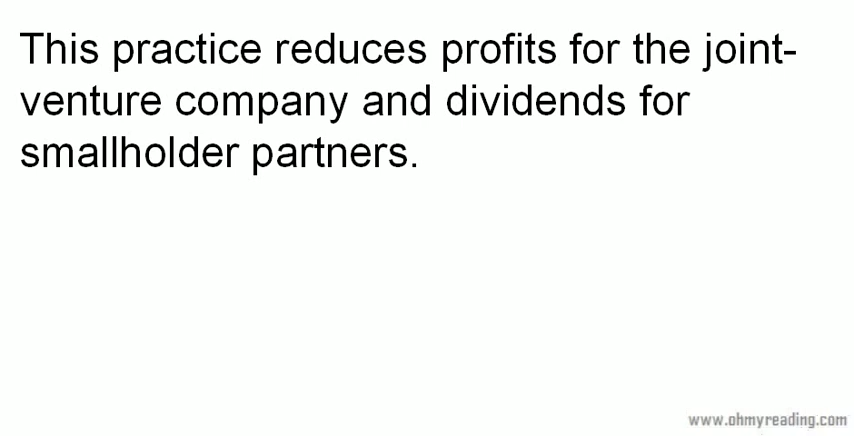 This practice reduces profits for the joint-
venture company and dividends for
smallholder partners.
www.ohmyreading.com